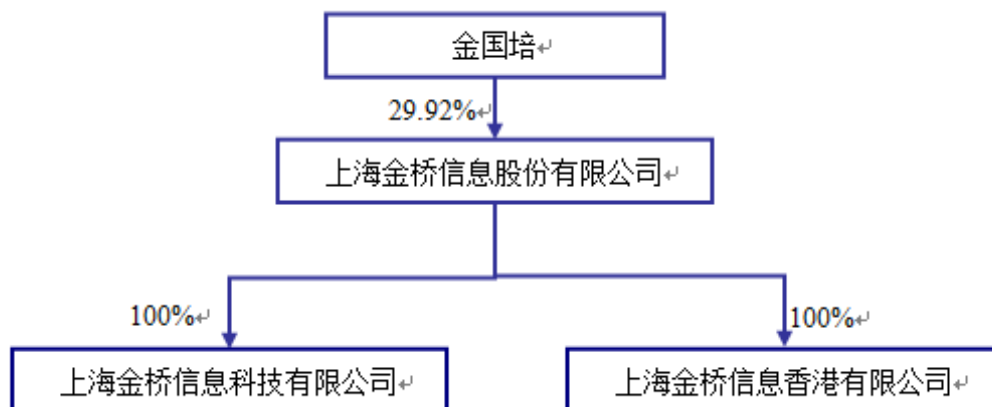 金国培
29.92%
上海金桥信息股份有限公司
100%
100%
上海金桥信息科技有限公司
上海金桥信息香港有限公司